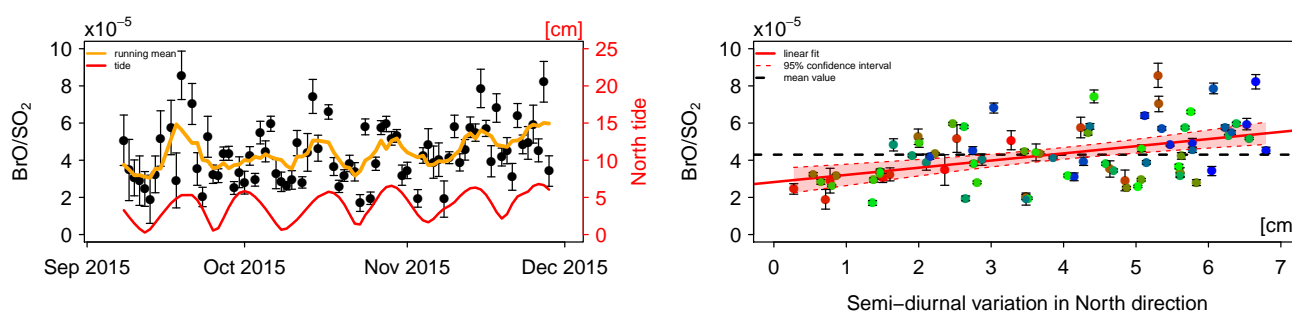 x10⁻⁵
[cm]
10
8
6
4
2
0
BrO/SO₂
running mean
tide
25
20
15
10
5
0
North tide
Sep 2015
Oct 2015
Nov 2015
Dec 2015
x10⁻⁵
10
8
6
4
2
0
BrO/SO₂
linear fit
95% confidence interval
mean value
[cm
0
1
2
3
4
5
6
7
Semi−diurnal variation in North direction